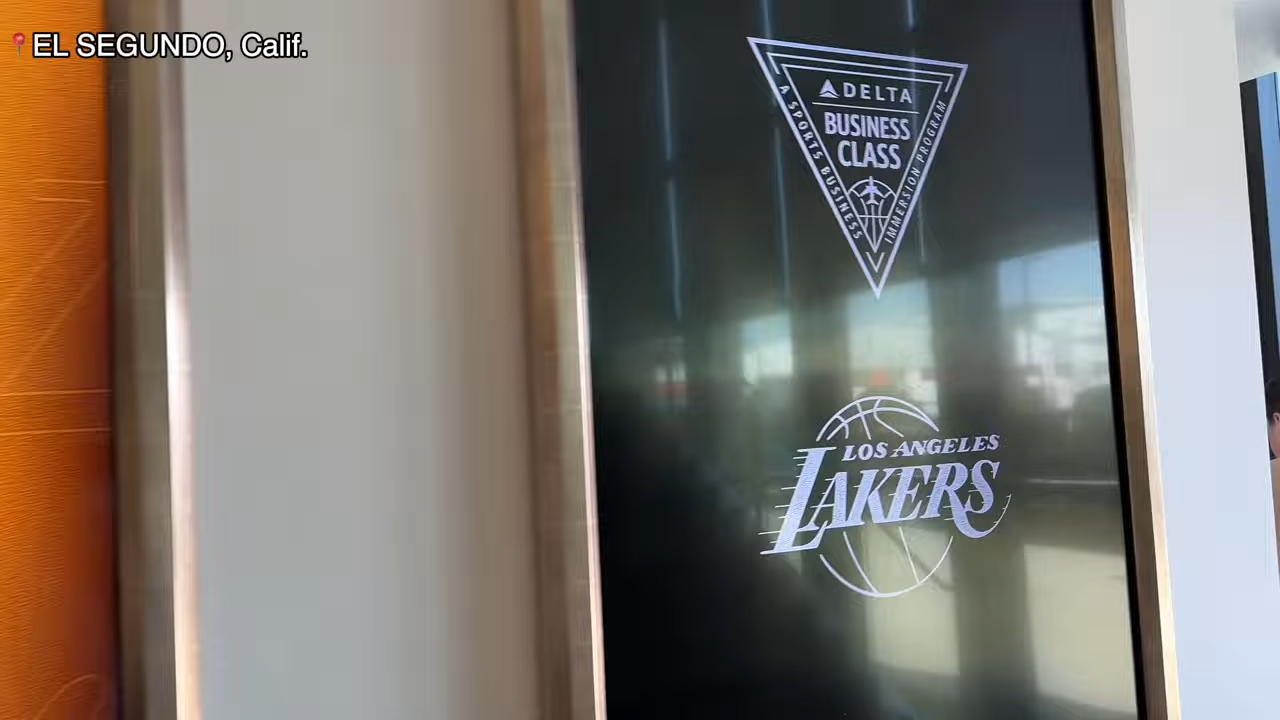 EL SEGUNDO, Calif.
DELTA
BUSINESS
CLASS
A SPORTS BUSINESS
IMMERSION PROGRAM
LOS ANGELES
LAKERS